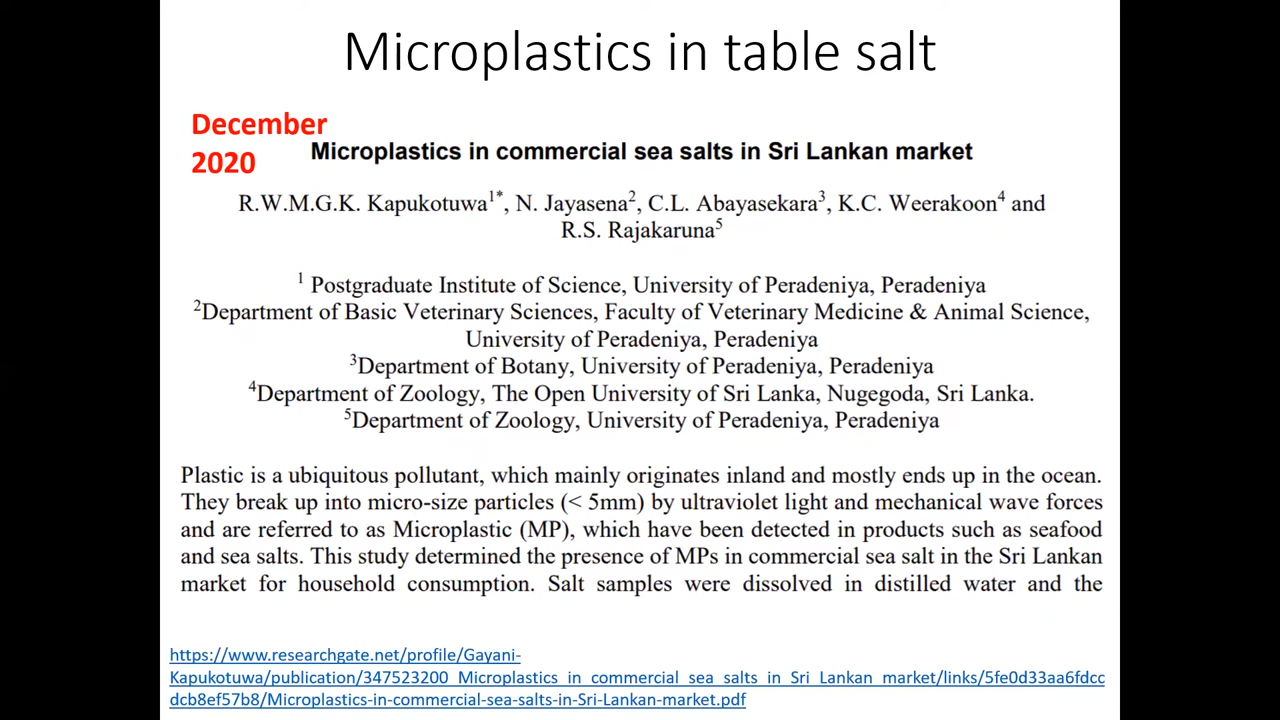 Microplastics in table salt
December
2020
Microplastics in commercial sea salts in Sri Lankan market
R.W.M.G.K. Kapukotuwa1*, N. Jayasena2, C.L. Abayasekara3, K.C. Weerakoon4 and
R.S. Rajakaruna5
1 Postgraduate Institute of Science, University of Peradeniya, Peradeniya
2Department of Basic Veterinary Sciences, Faculty of Veterinary Medicine & Animal Science,
University of Peradeniya, Peradeniya
3Department of Botany, University of Peradeniya, Peradeniya
4Department of Zoology, The Open University of Sri Lanka, Nugegoda, Sri Lanka.
5Department of Zoology, University of Peradeniya, Peradeniya
Plastic is a ubiquitous pollutant, which mainly originates inland and mostly ends up in the ocean.
They break up into micro-size particles (< 5mm) by ultraviolet light and mechanical wave forces
and are referred to as Microplastic (MP), which have been detected in products such as seafood
and sea salts. This study determined the presence of MPs in commercial sea salt in the Sri Lankan
market for household consumption. Salt samples were dissolved in distilled water and the
https://www.researchgate.net/profile/Gayani-
Kapukotuwa/publication/347523200_Microplastics_in_commercial_sea_salts_in_Sri_Lankan_market/links/5fe0d33aa6fdcc
dcb8ef57b8/Microplastics-in-commercial-sea-salts-in-Sri-Lankan-market.pdf